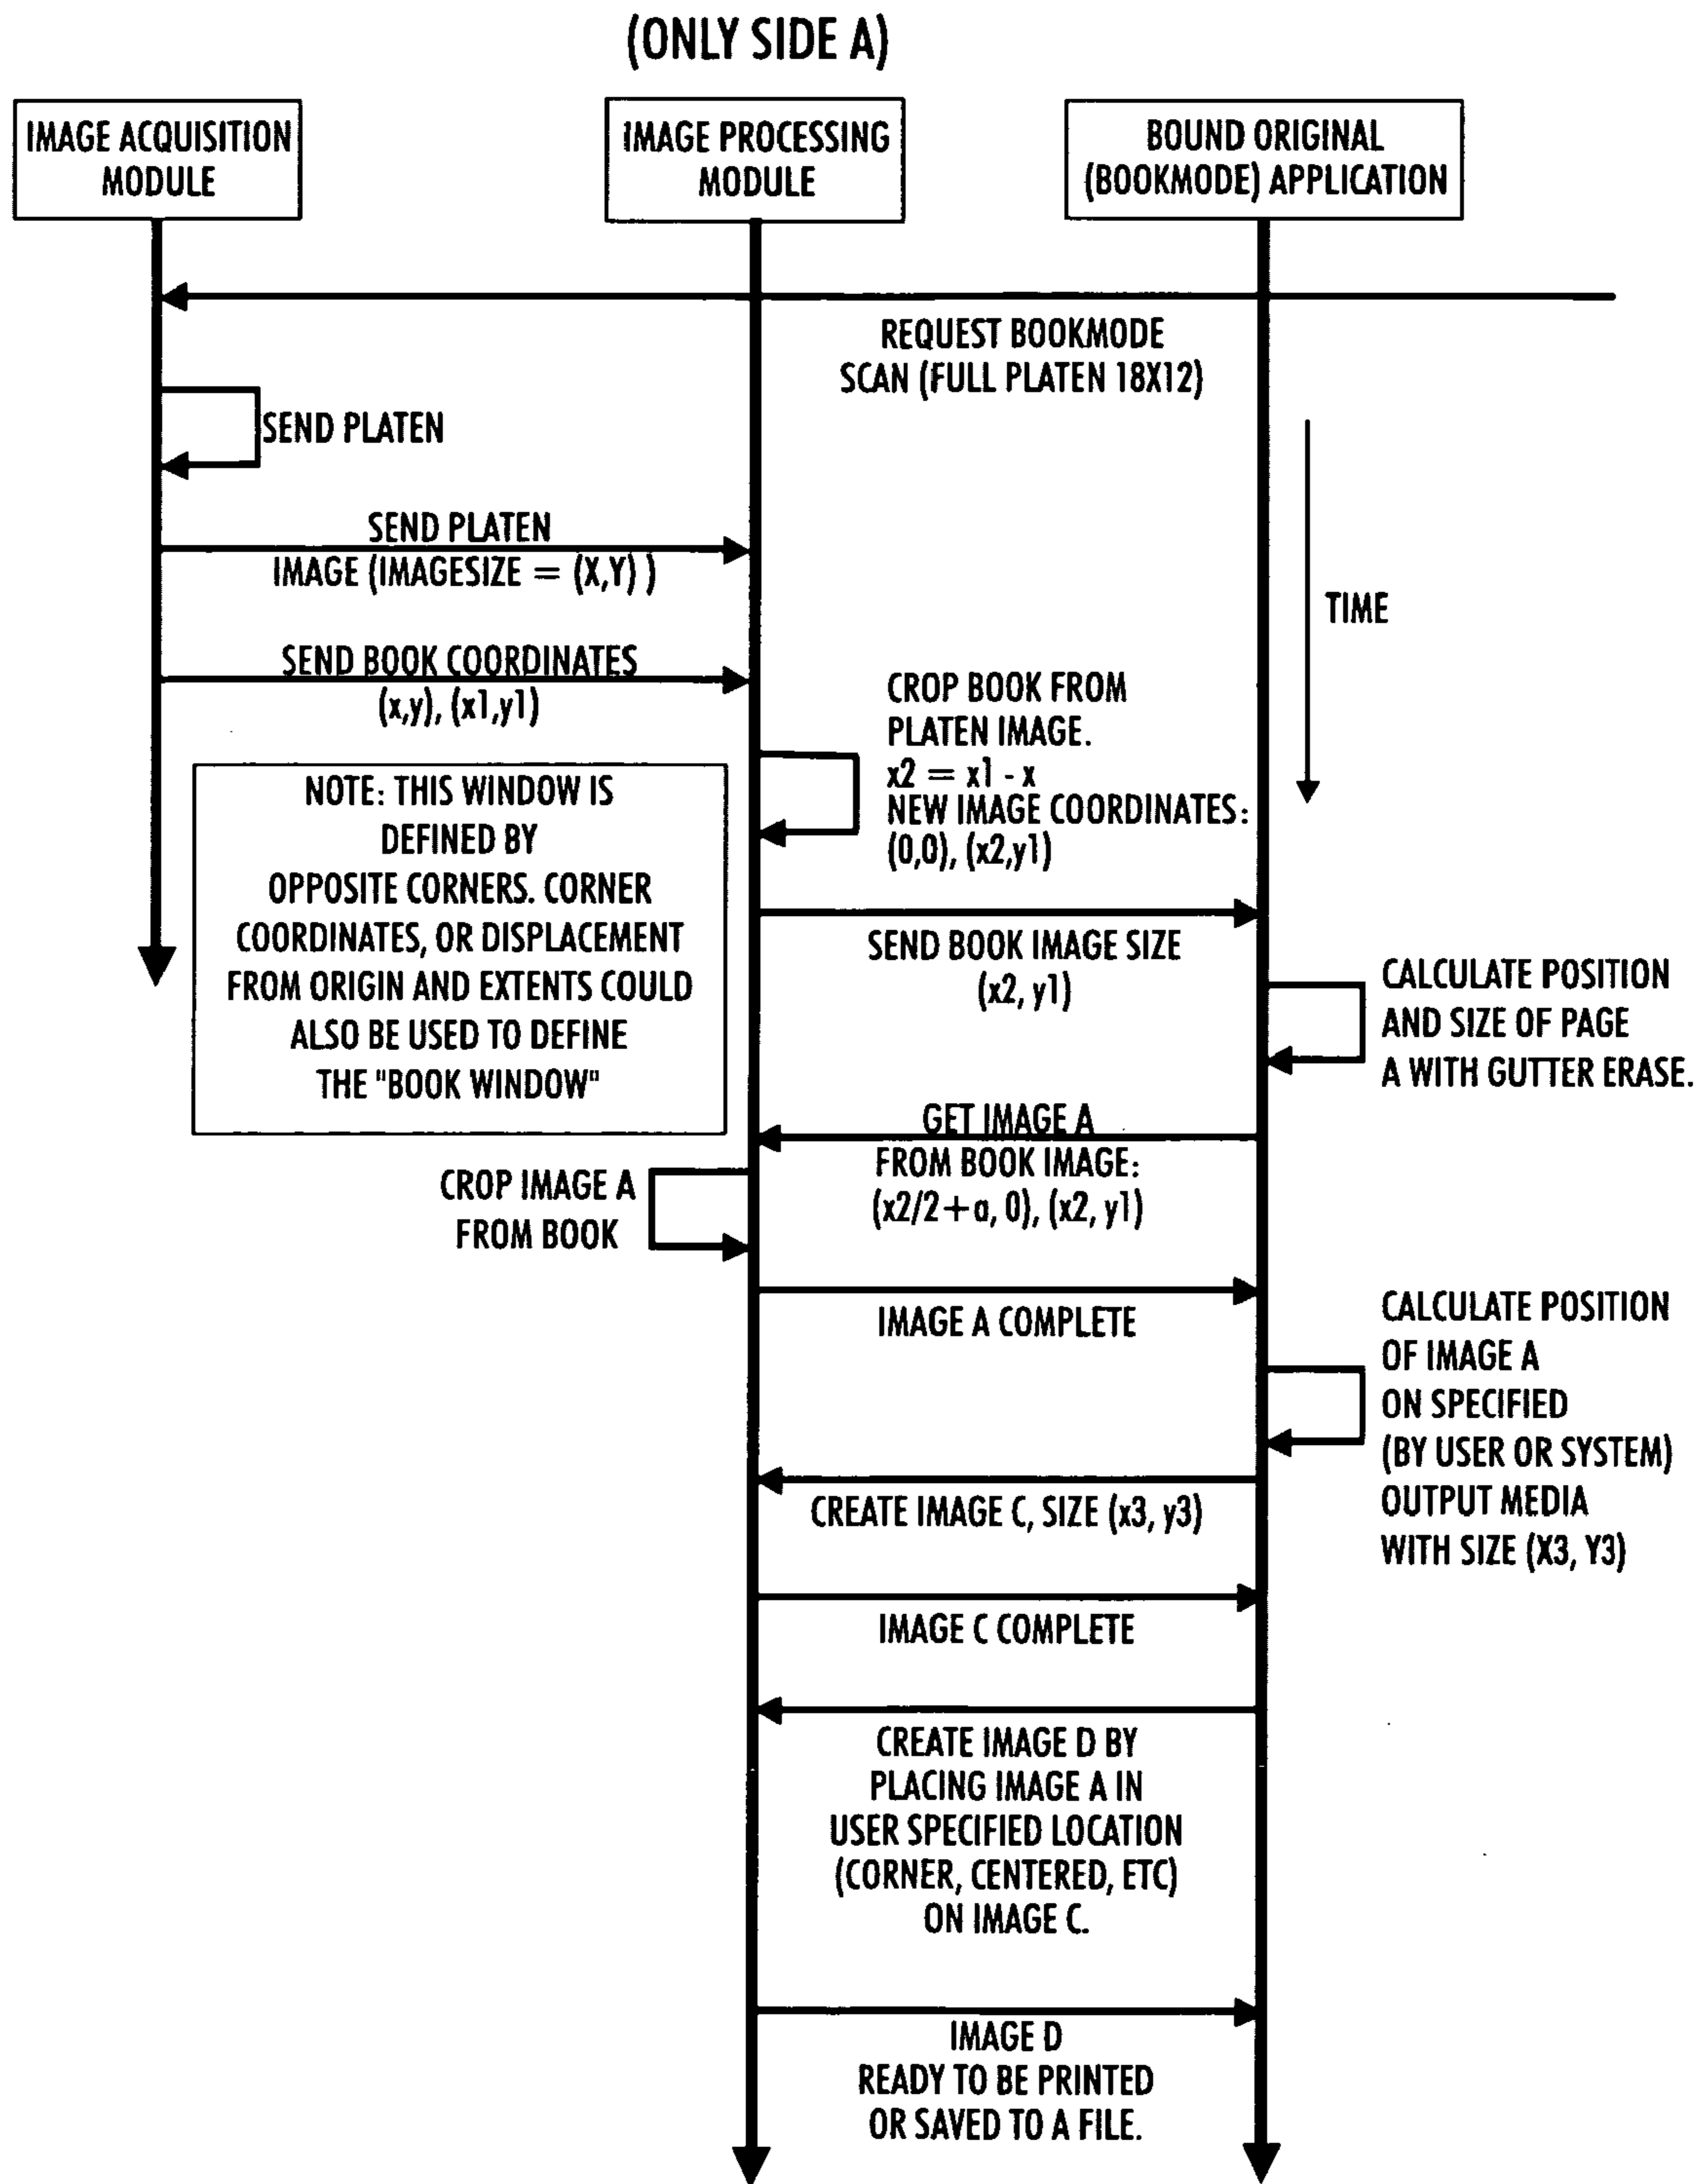 (ONLY SIDE A)
IMAGE ACQUISITION
MODULE
IMAGE PROCESSING
MODULE
BOUND ORIGINAL
(BOOKMODE) APPLICATION
REQUEST BOOKMODE
SCAN (FULL PLATEN 18X12)
SEND PLATEN
SEND PLATEN
IMAGE (IMAGESIZE = (X,Y) )
TIME
SEND BOOK COORDINATES
(x,y), (x1,y1)
CROP BOOK FROM
PLATEN IMAGE.
x2 = x1 - x
NEW IMAGE COORDINATES:
(0,0), (x2,y1)
NOTE: THIS WINDOW IS
DEFINED BY
OPPOSITE CORNERS. CORNER
COORDINATES, OR DISPLACEMENT
FROM ORIGIN AND EXTENTS COULD
ALSO BE USED TO DEFINE
THE "BOOK WINDOW"
SEND BOOK IMAGE SIZE
(x2, y1)
CALCULATE POSITION
AND SIZE OF PAGE
A WITH GUTTER ERASE.
GET IMAGE A
FROM BOOK IMAGE:
(x2/2+a, 0), (x2, y1)
CROP IMAGE A
FROM BOOK
IMAGE A COMPLETE
CALCULATE POSITION
OF IMAGE A
ON SPECIFIED
(BY USER OR SYSTEM)
OUTPUT MEDIA
WITH SIZE (X3, Y3)
CREATE IMAGE C, SIZE (x3, y3)
IMAGE C COMPLETE
CREATE IMAGE D BY
PLACING IMAGE A IN
USER SPECIFIED LOCATION
(CORNER, CENTERED, ETC)
ON IMAGE C.
IMAGE D
READY TO BE PRINTED
OR SAVED TO A FILE.